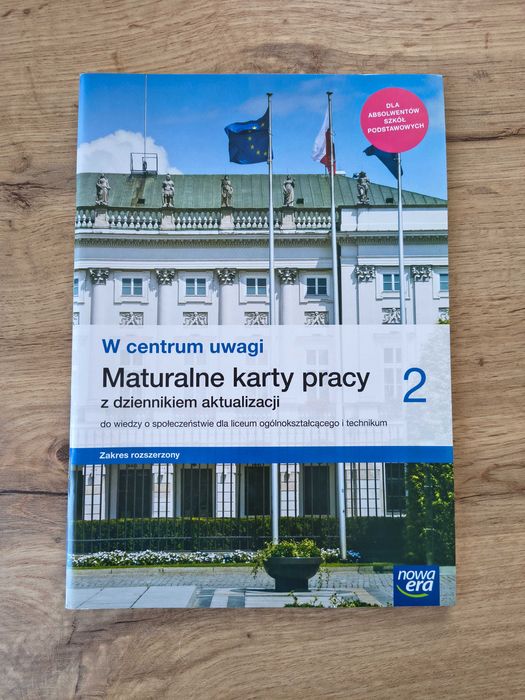 DLA
ABSOLWENTÓW
SZKÓŁ
PODSTAWOWYCH
W centrum uwagi
Maturalne karty pracy 2
z dziennikiem aktualizacji
do wiedzy o społeczeństwie dla liceum ogólnokształcącego i technikum
Zakres rozszerzony
nowa
era